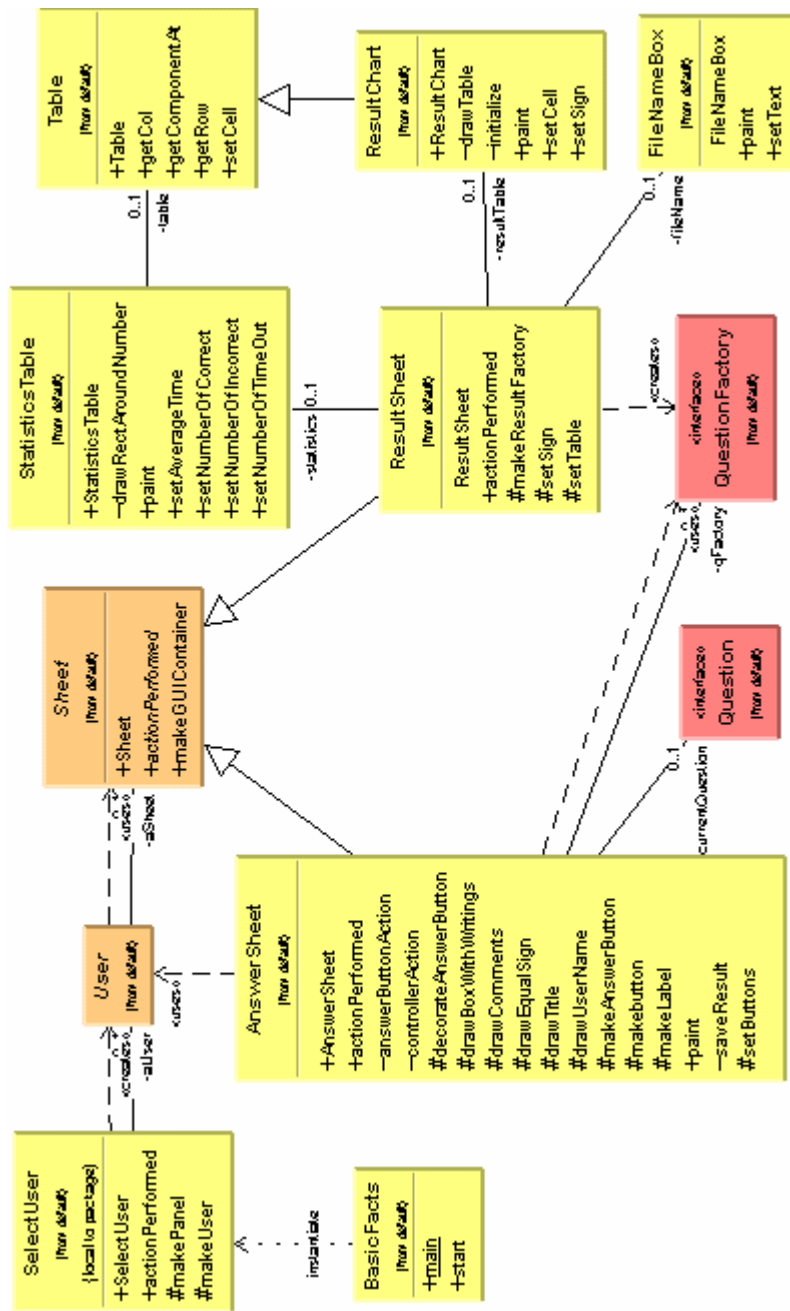 SelectUser
(from default)
{local to package}
+SelectUser
+actionPerformed
#makePanel
#makeUser
BasicFacts
(from default)
+main
+start
instantiate
User
(from default)
<creates>
0..1
-aUser
Sheet
(from default)
+Sheet
+actionPerformed
+makeGUIContainer
<uses>
0..1
-aSheet
AnswerSheet
(from default)
+AnswerSheet
+actionPerformed
-answerButtonAction
-controllerAction
#decorateAnswerButton
#drawBoxWithWritings
#drawComments
#drawEqualSign
#drawTitle
#drawUserName
#makeAnswerButton
#makebutton
#makeLabel
+paint
-saveResult
#setButtons
<uses>
StatisticsTable
(from default)
+StatisticsTable
-drawRectAroundNumber
+paint
+setAverageTime
+setNumberOfCorrect
+setNumberOfIncorrect
+setNumberOfTimeOut
Table
(from default)
+Table
+getCol
+getComponentAt
+getRow
+setCell
0..1
-table
ResultSheet
(from default)
ResultSheet
+actionPerformed
#makeResultFactory
#setSign
#setTable
-statistics
0..1
ResultChart
(from default)
+ResultChart
-drawTable
-initialize
+paint
+setCell
+setSign
0..1
-resultTable
FileNameBox
(from default)
FileNameBox
+paint
+setText
0..1
-fileName
«interface»
Question
(from default)
0..1
currentQuestion
«interface»
QuestionFactory
(from default)
<creates>
<uses>
-qFactory